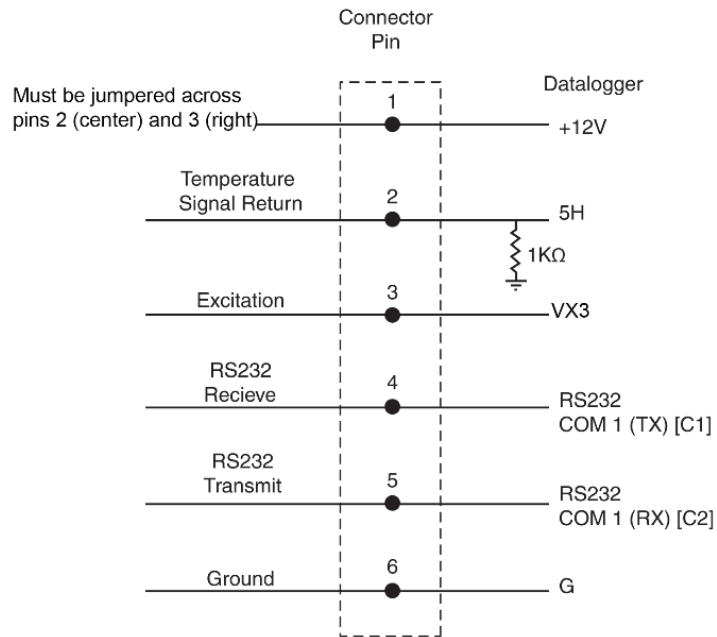 Connector
Pin
Datalogger
Must be jumpered across
pins 2 (center) and 3 (right)
1
+12V
Temperature
Signal Return
2
5H
1KΩ
Excitation
3
VX3
RS232
Recieve
4
RS232
COM 1 (TX) [C1]
RS232
Transmit
5
RS232
COM 1 (RX) [C2]
Ground
6
G